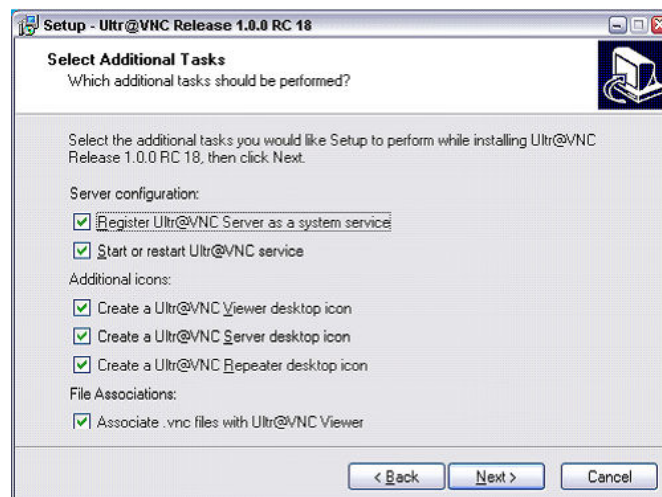 Setup - Ultr@VNC Release 1.0.0 RC 18
Select Additional Tasks
Which additional tasks should be performed?
Select the additional tasks you would like Setup to perform while installing Ultr@VNC
Release 1.0.0 RC 18, then click Next.
Server configuration:
Register Ultr@VNC Server as a system service
Start or restart Ultr@VNC service
Additional icons:
Create a Ultr@VNC Viewer desktop icon
Create a Ultr@VNC Server desktop icon
Create a Ultr@VNC Repeater desktop icon
File Associations:
Associate .vnc files with Ultr@VNC Viewer
< Back Next > Cancel